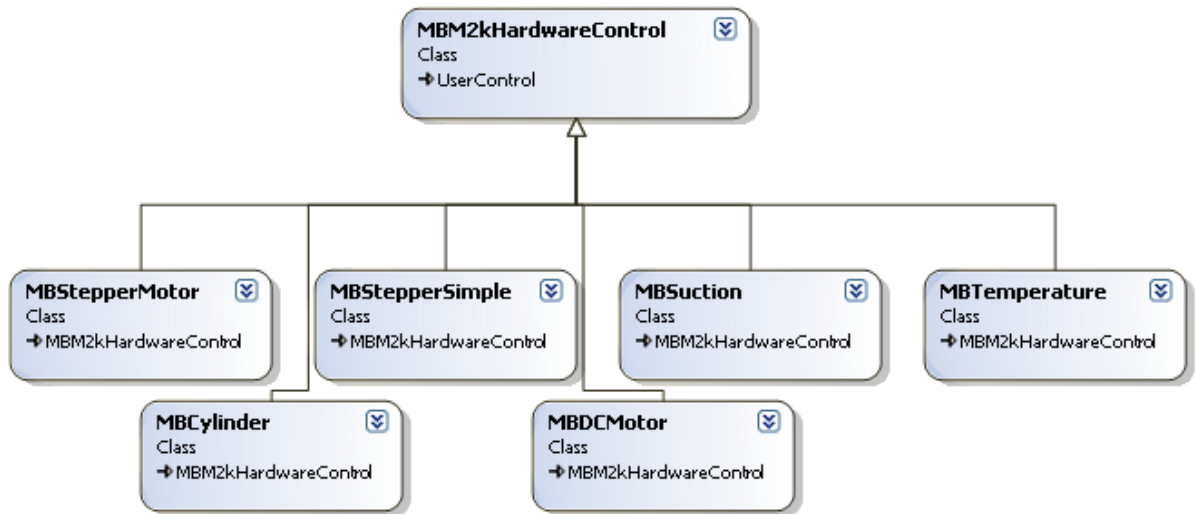 MBM2kHardwareControl
Class
UserControl
MBStepperMotor
Class
MBM2kHardwareControl
MBStepperSimple
Class
MBM2kHardwareControl
MBSuction
Class
MBM2kHardwareControl
MBTemperature
Class
MBM2kHardwareControl
MBCylinder
Class
MBM2kHardwareControl
MBDCMotor
Class
MBM2kHardwareControl